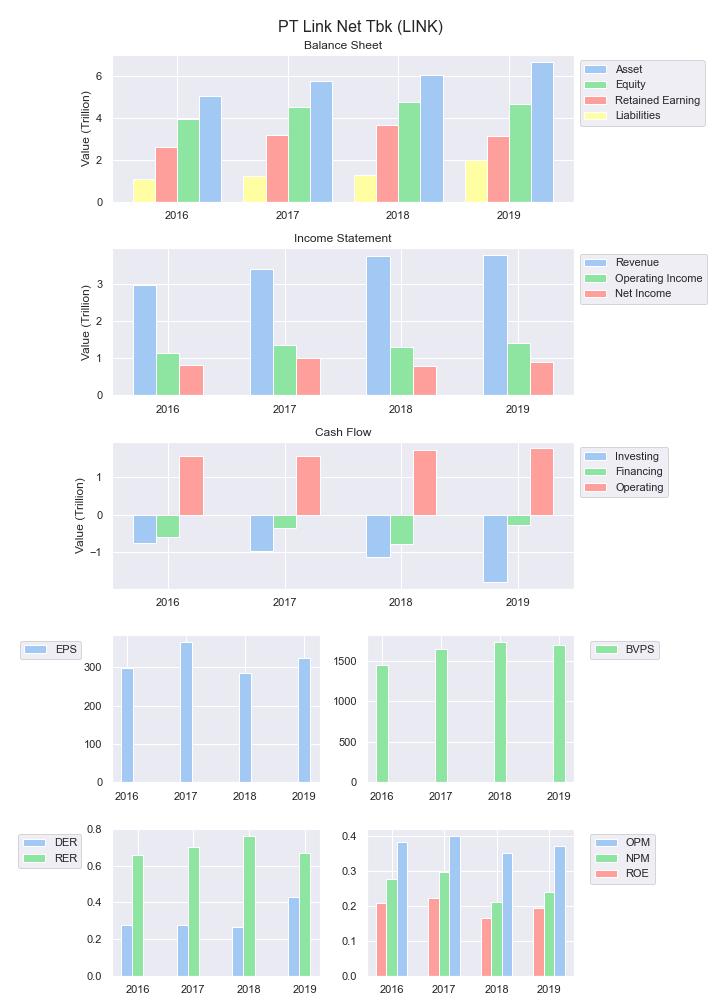 PT Link Net Tbk (LINK)
Balance Sheet
Value (Trillion)
6
4
2
0
2016 2017 2018 2019
Asset
Equity
Retained Earning
Liabilities
Income Statement
Value (Trillion)
3
2
1
0
2016 2017 2018 2019
Revenue
Operating Income
Net Income
Cash Flow
Value (Trillion)
1
0
−1
2016 2017 2018 2019
Investing
Financing
Operating
EPS
300
200
100
0
2016 2017 2018 2019
1500
1000
500
0
2016 2017 2018 2019
BVPS
DER
RER
0.8
0.6
0.4
0.2
0.0
2016 2017 2018 2019
0.4
0.3
0.2
0.1
0.0
2016 2017 2018 2019
OPM
NPM
ROE